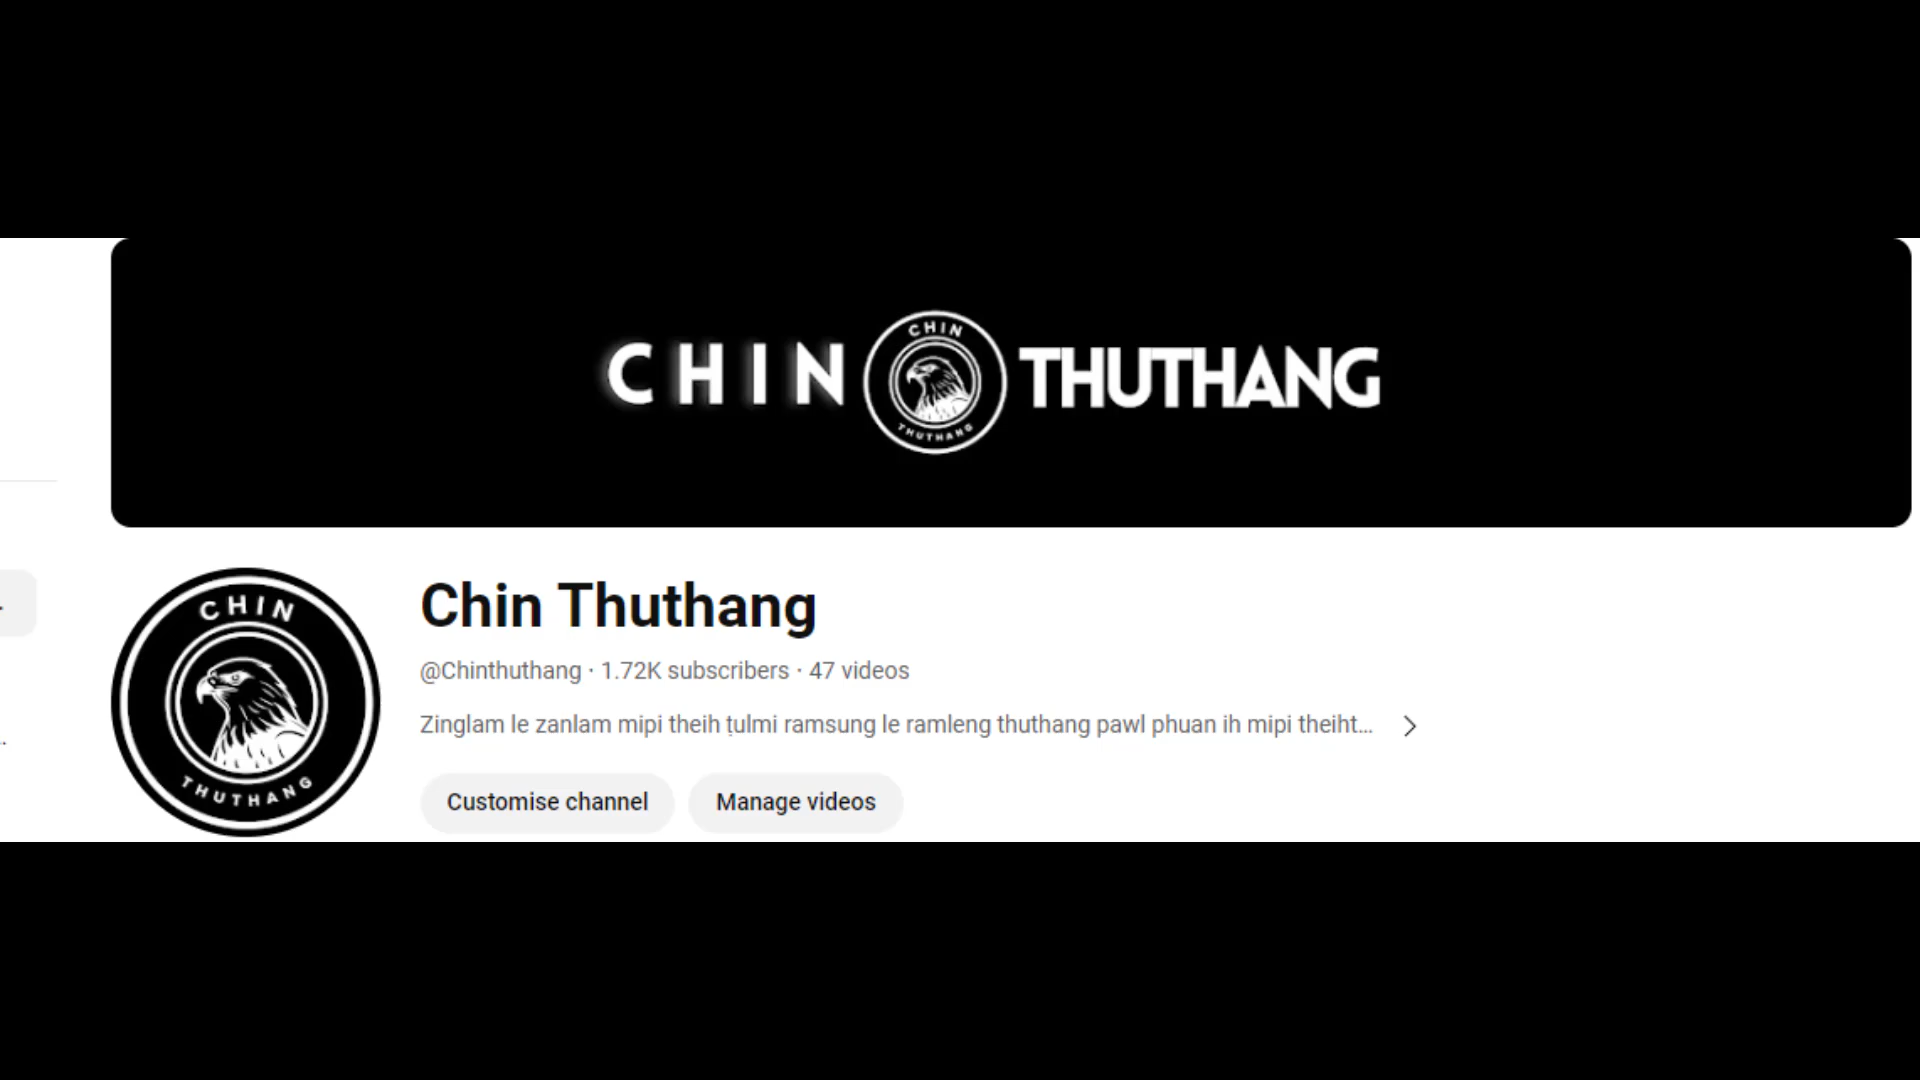 CHIN CHIN THUTHANG THUTHANG
CHIN
THUTHANG
Chin Thuthang
@Chinthuthang · 1.72K subscribers · 47 videos
Zinglam le zanlam mipi theih ṭulmi ramsung le ramleng thuthang pawl phuan ih mipi theiht...
Customise channel Manage videos